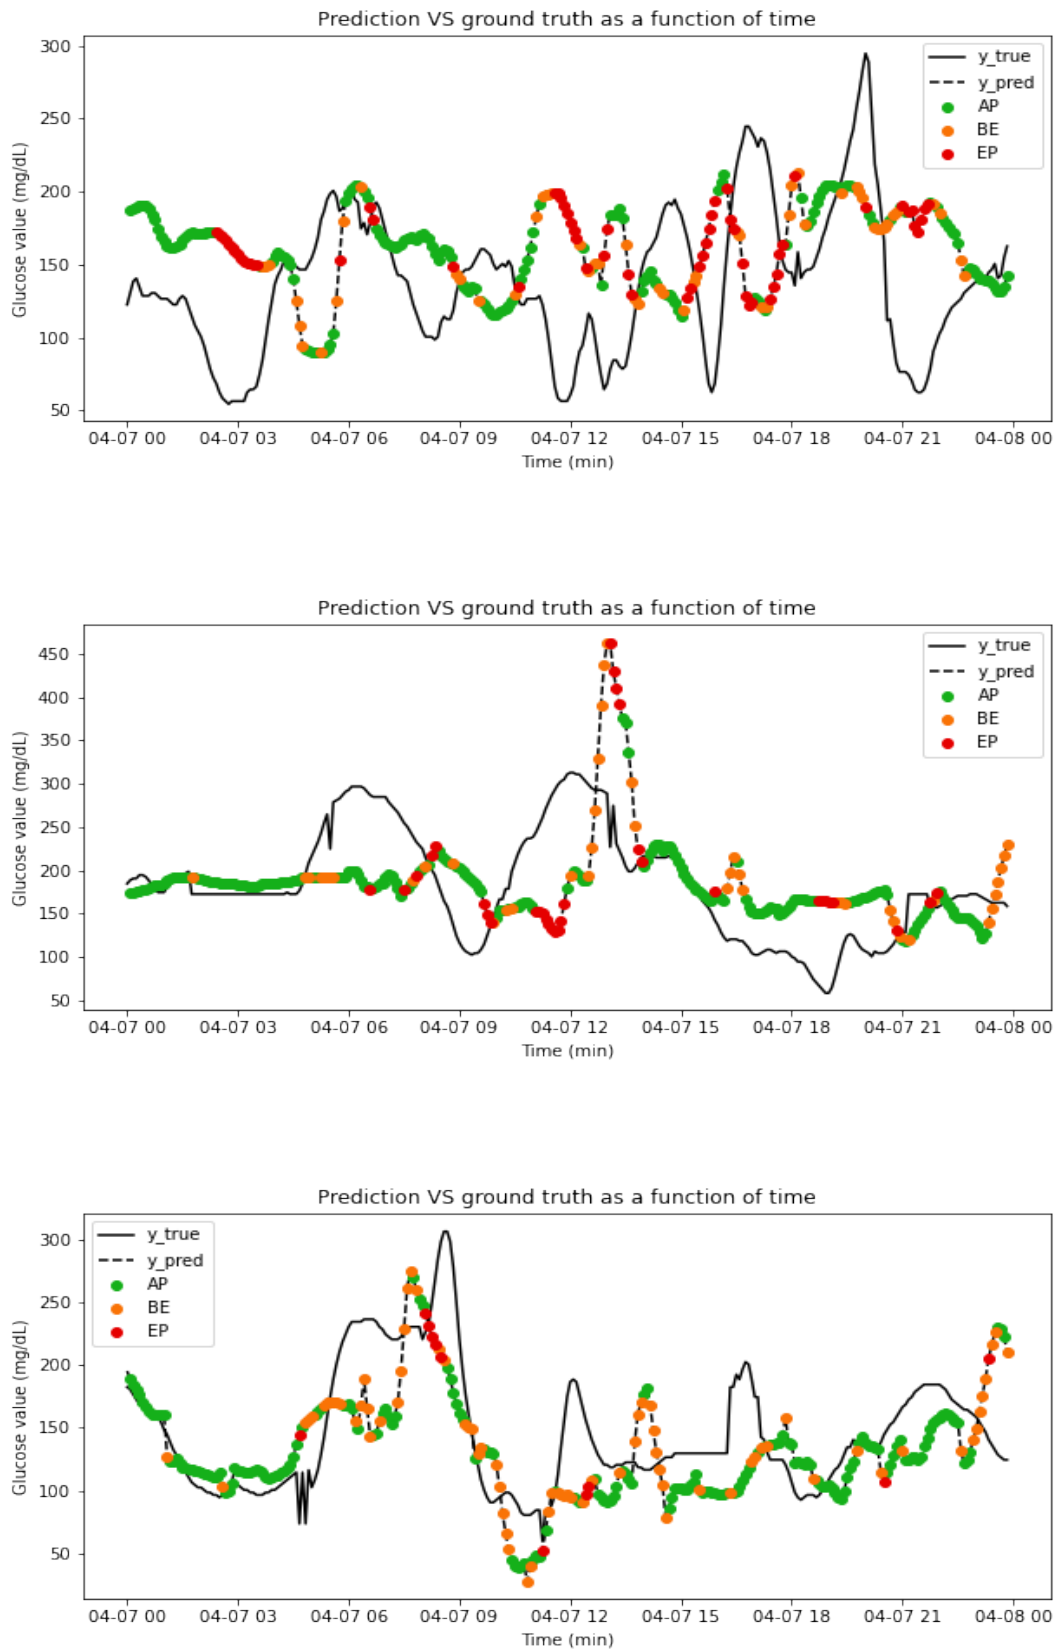 Prediction VS ground truth as a function of time
300
250
200
150
100
50
Glucose value (mg/dL)
y_true
y_pred
AP
BE
EP
04-07 00 04-07 03 04-07 06 04-07 09 04-07 12 04-07 15 04-07 18 04-07 21 04-08 00
Time (min)
Prediction VS ground truth as a function of time
450
400
350
300
250
200
150
100
50
Glucose value (mg/dL)
y_true
y_pred
AP
BE
EP
04-07 00 04-07 03 04-07 06 04-07 09 04-07 12 04-07 15 04-07 18 04-07 21 04-08 00
Time (min)
Prediction VS ground truth as a function of time
300
250
200
150
100
50
Glucose value (mg/dL)
y_true
y_pred
AP
BE
EP
04-07 00 04-07 03 04-07 06 04-07 09 04-07 12 04-07 15 04-07 18 04-07 21 04-08 00
Time (min)